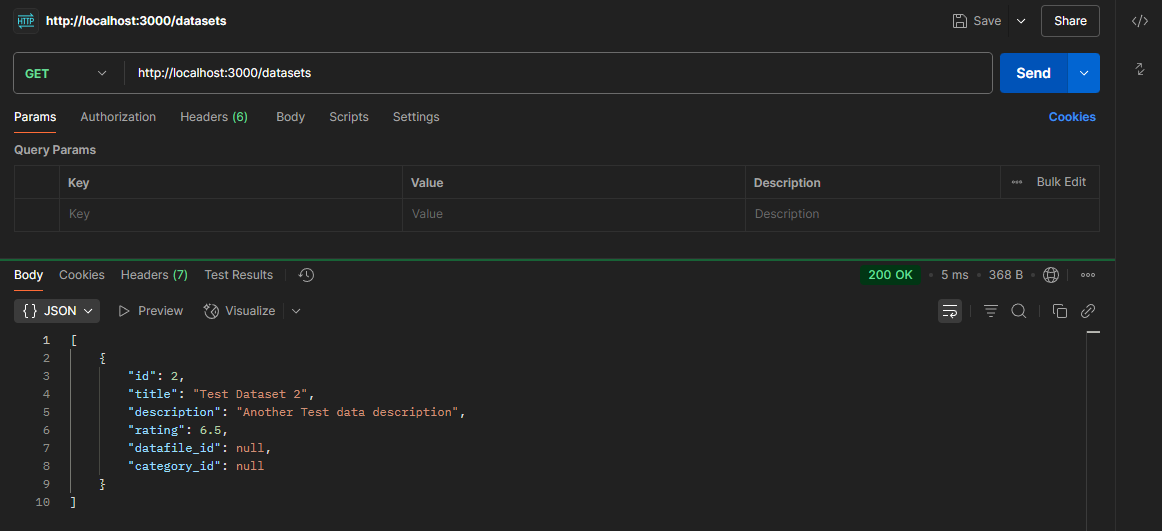 HTTP http://localhost:3000/datasets Save Share
GET http://localhost:3000/datasets Send
Params Authorization Headers (6) Body Scripts Settings Cookies
Query Params
Key Value Description ••• Bulk Edit
Key Value Description
Body Cookies Headers (7) Test Results 200 OK • 5 ms • 368 B •
{} JSON Preview Visualize
1 [
2 {
3 "id": 2,
4 "title": "Test Dataset 2",
5 "description": "Another Test data description",
6 "rating": 6.5,
7 "datafile_id": null,
8 "category_id": null
9 }
10 ]